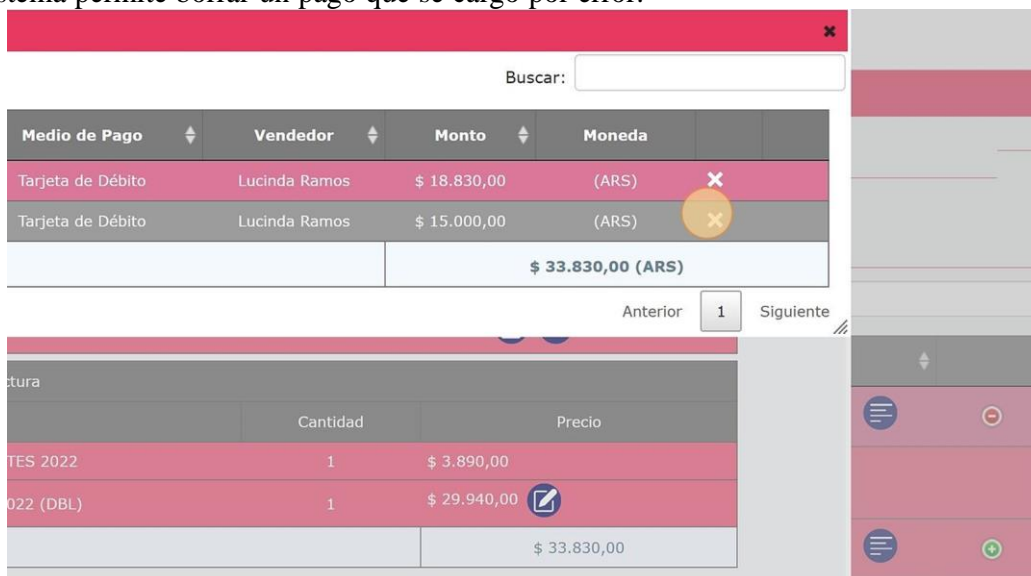 tema permite borrar un pago que se cargó por error.
Buscar:
Medio de Pago Vendedor Monto Moneda
Tarjeta de Débito Lucinda Ramos $ 18.830,00 (ARS)
Tarjeta de Débito Lucinda Ramos $ 15.000,00 (ARS)
$ 33.830,00 (ARS)
Anterior 1 Siguiente
ctura
Cantidad Precio
TES 2022 1 $ 3.890,00
022 (DBL) 1 $ 29.940,00
$ 33.830,00